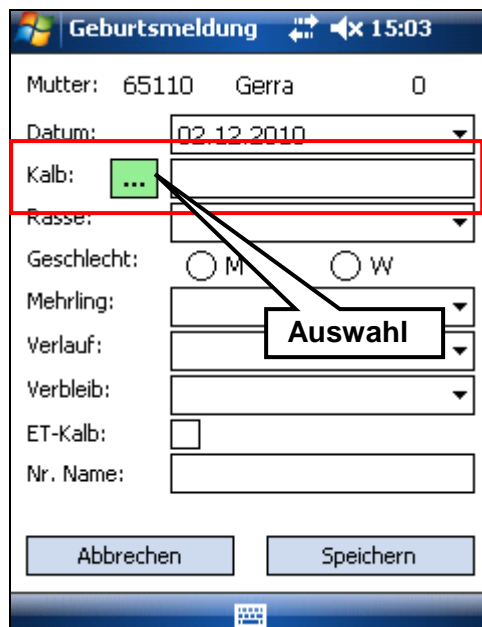 Geburtsmeldung 15:03
Mutter: 65110 Gerra 0
Datum: 02.12.2010
Kalb: ...
Rasse:
Geschlecht: M W
Mehrling:
Auswahl
Verlauf:
Verbleib:
ET-Kalb:
Nr. Name:
Abbrechen Speichern